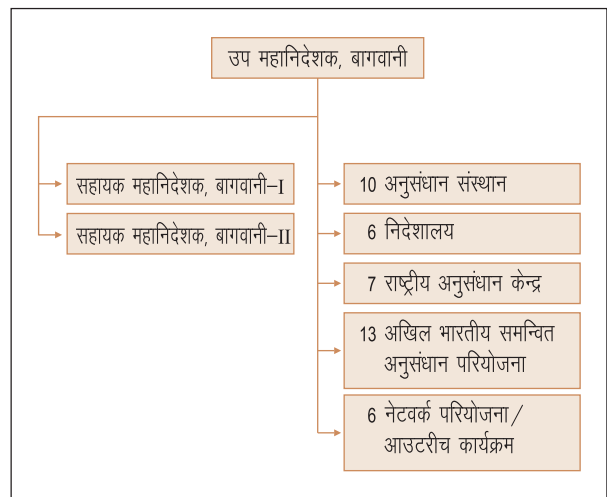 उप महानिदेशक, बागवानी
सहायक महानिदेशक, बागवानी–I
सहायक महानिदेशक, बागवानी–II
10 अनुसंधान संस्थान
6 निदेशालय
7 राष्ट्रीय अनुसंधान केन्द्र
13 अखिल भारतीय समन्वित
अनुसंधान परियोजना
6 नेटवर्क परियोजना/
आउटरीच कार्यक्रम